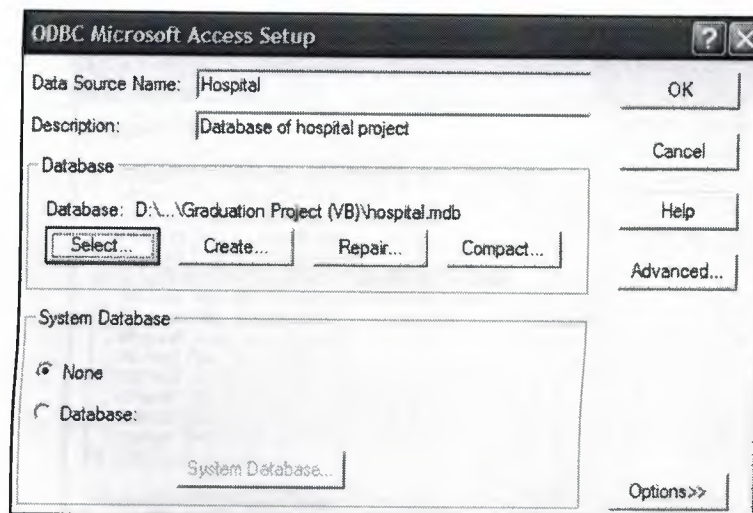 ODBC Microsoft Access Setup
Data Source Name: Hospital
OK
Description: Database of hospital project
Cancel
Database
Database: D:\...\Graduation Project (VB)\hospital.mdb
Help
Select... Create... Repair... Compact...
Advanced...
System Database
None
Database:
System Database...
Options>>